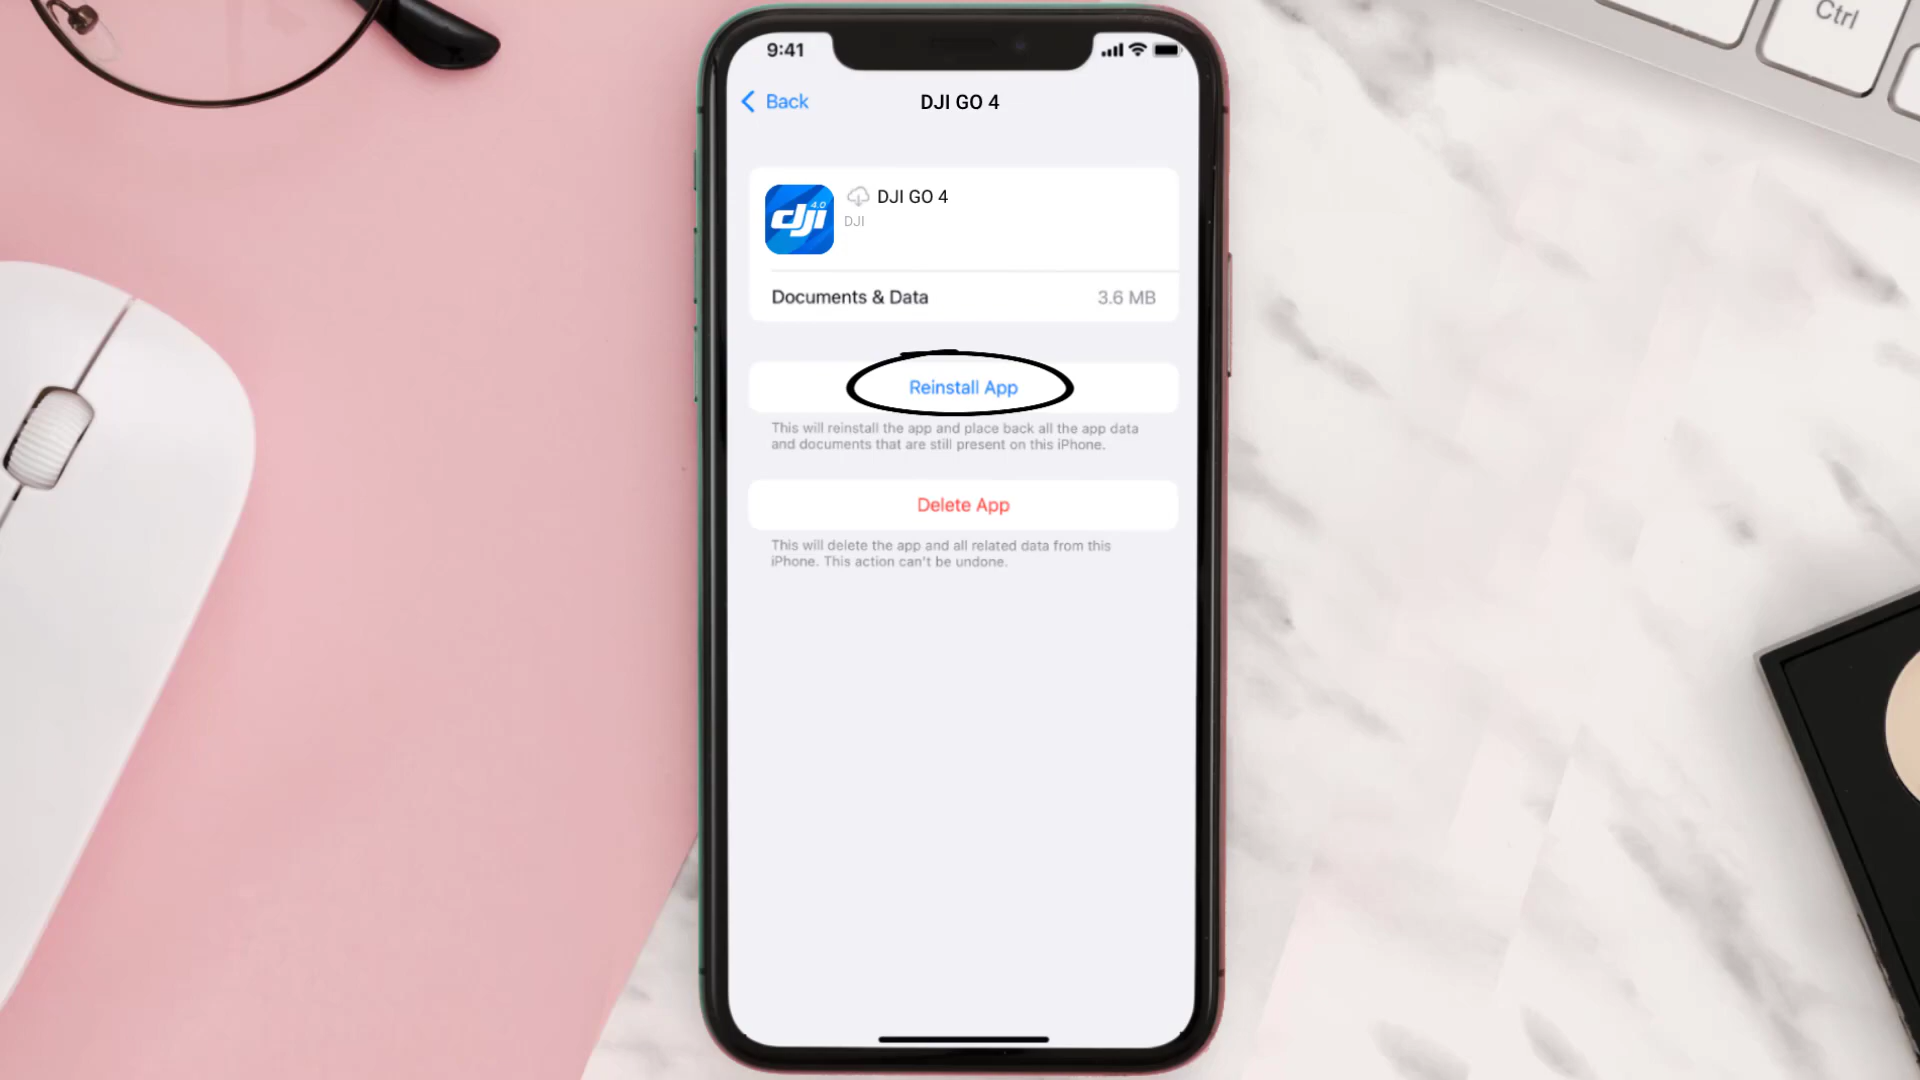 Ctrl
9:41
Back
DJI GO 4
dji 4.0
DJI GO 4
DJI
Documents & Data 3.6 MB
Reinstall App
This will reinstall the app and place back all the app data
and documents that are still present on this iPhone.
Delete App
This will delete the app and all related data from this
iPhone. This action can't be undone.